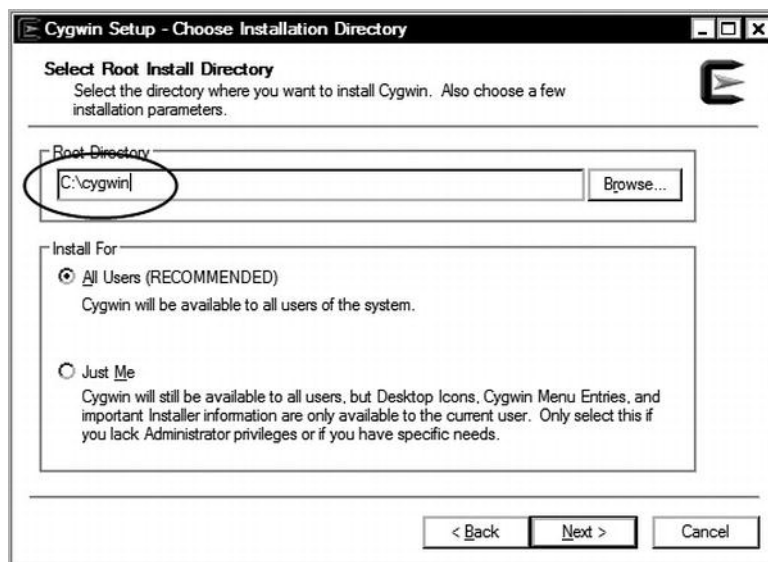 Cygwin Setup - Choose Installation Directory
Select Root Install Directory
Select the directory where you want to install Cygwin. Also choose a few
installation parameters.
Root Directory
C:\cygwin
Browse...
Install For
All Users (RECOMMENDED)
Cygwin will be available to all users of the system.
Just Me
Cygwin will still be available to all users, but Desktop Icons, Cygwin Menu Entries, and
important Installer information are only available to the current user. Only select this if
you lack Administrator privileges or if you have specific needs.
< Back
Next >
Cancel